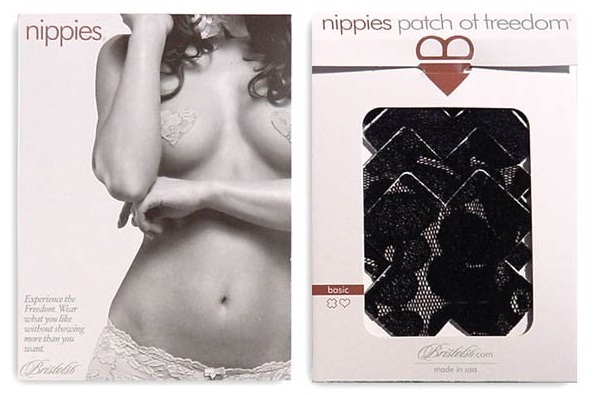 nippies
Experience the
Freedom. Wear
what you like
without showing
more than you
want.
Bristols6
nippies patch of freedom
B
basic
Bristols6.com
made in usa